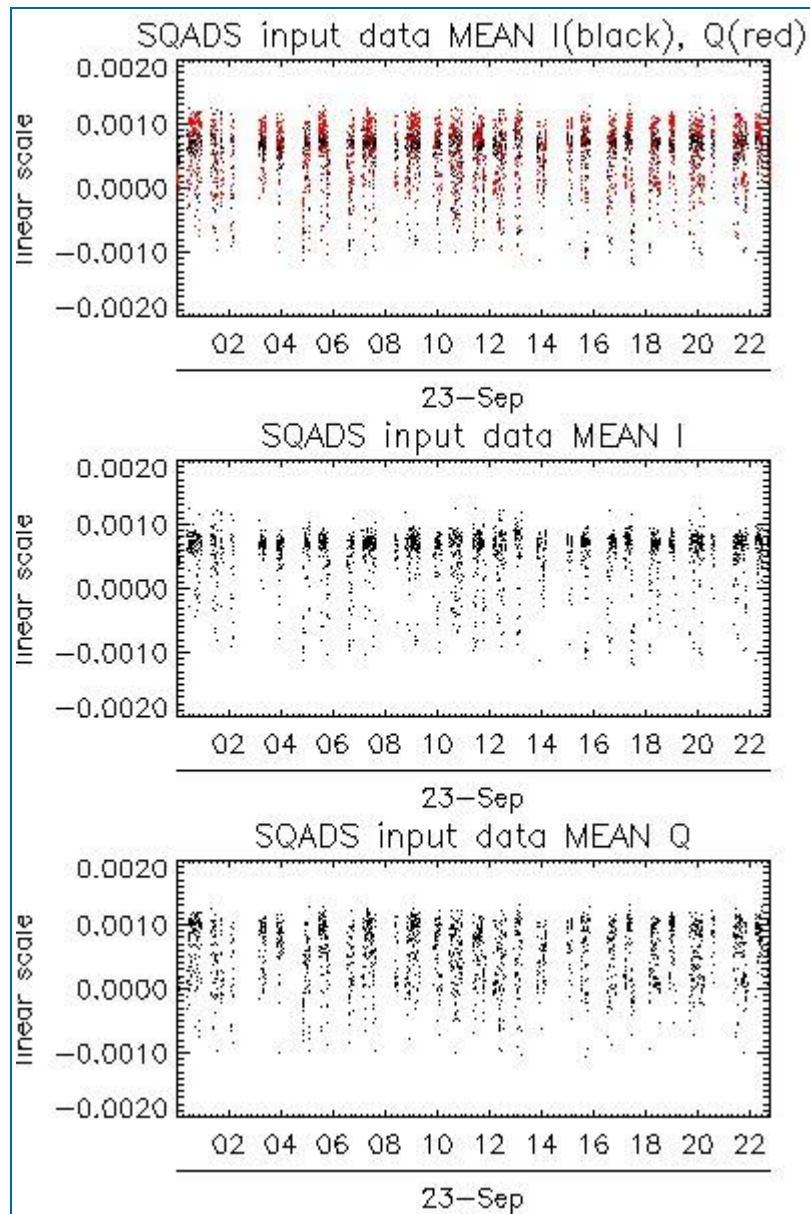 SQADS input data MEAN I(black), Q(red)
0.0020
0.0010
0.0000
−0.0010
−0.0020
linear scale
02 04 06 08 10 12 14 16 18 20 22
23−Sep
SQADS input data MEAN I
0.0020
0.0010
0.0000
−0.0010
−0.0020
linear scale
02 04 06 08 10 12 14 16 18 20 22
23−Sep
SQADS input data MEAN Q
0.0020
0.0010
0.0000
−0.0010
−0.0020
linear scale
02 04 06 08 10 12 14 16 18 20 22
23−Sep